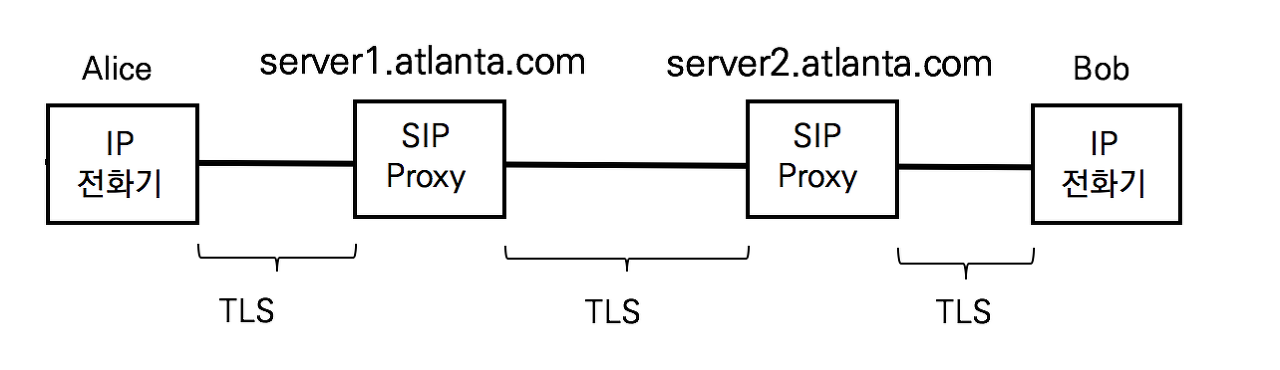 Alice
server1.atlanta.com
server2.atlanta.com
Bob
IP
전화기
SIP
Proxy
SIP
Proxy
IP
전화기
TLS
TLS
TLS